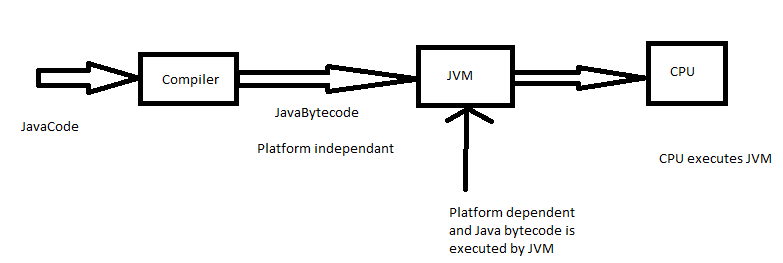 Compiler
JVM
CPU
JavaCode
JavaBytecode
Platform independant
CPU executes JVM
Platform dependent
and Java bytecode is
executed by JVM